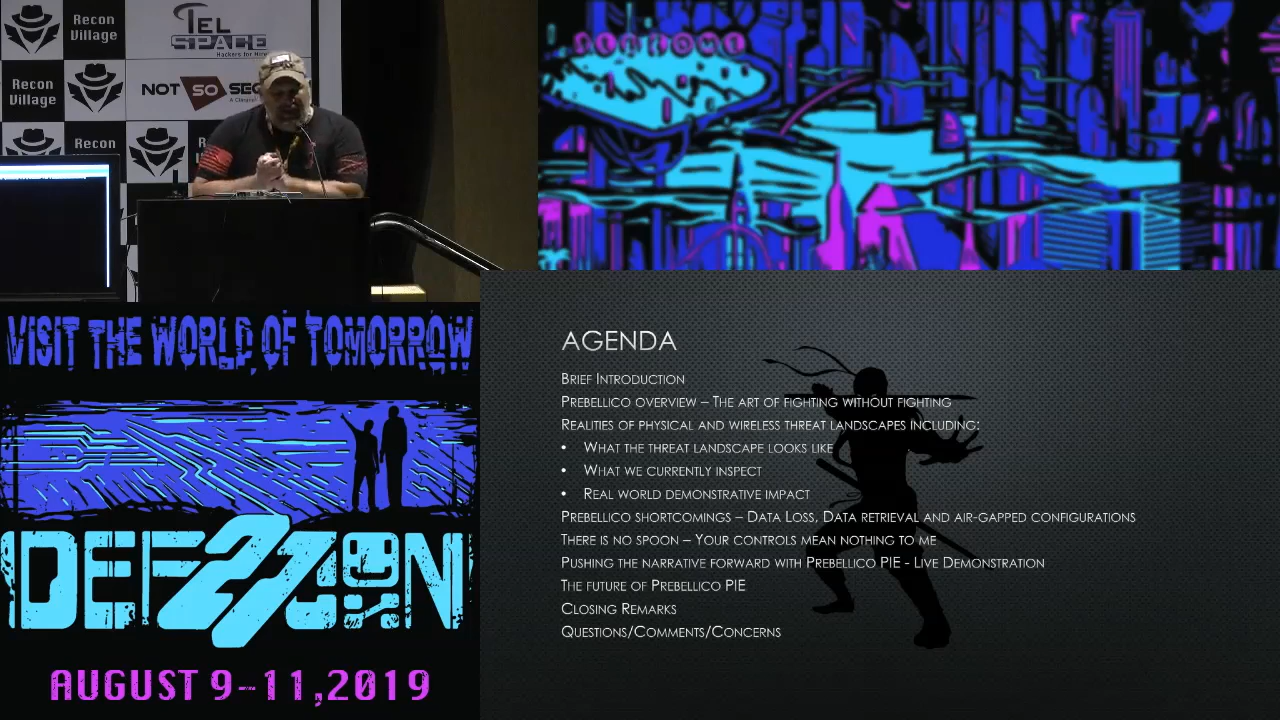 Recon
Village
TEL
SPACE
Hackers for Hire
Recon
Village
NOT SO SEC
Recon
WELCOME
VISIT THE WORLD OF TOMORROW
DEF CON
27
AUGUST 9-11,2019
AGENDA
BRIEF INTRODUCTION
PREBELLICO OVERVIEW – THE ART OF FIGHTING WITHOUT FIGHTING
REALITIES OF PHYSICAL AND WIRELESS THREAT LANDSCAPES INCLUDING:
• WHAT THE THREAT LANDSCAPE LOOKS LIKE
• WHAT WE CURRENTLY INSPECT
• REAL WORLD DEMONSTRATIVE IMPACT
PREBELLICO SHORTCOMINGS – DATA LOSS, DATA RETRIEVAL AND AIR-GAPPED CONFIGURATIONS
THERE IS NO SPOON – YOUR CONTROLS MEAN NOTHING TO ME
PUSHING THE NARRATIVE FORWARD WITH PREBELLICO PIE - LIVE DEMONSTRATION
THE FUTURE OF PREBELLICO PIE
CLOSING REMARKS
QUESTIONS/COMMENTS/CONCERNS